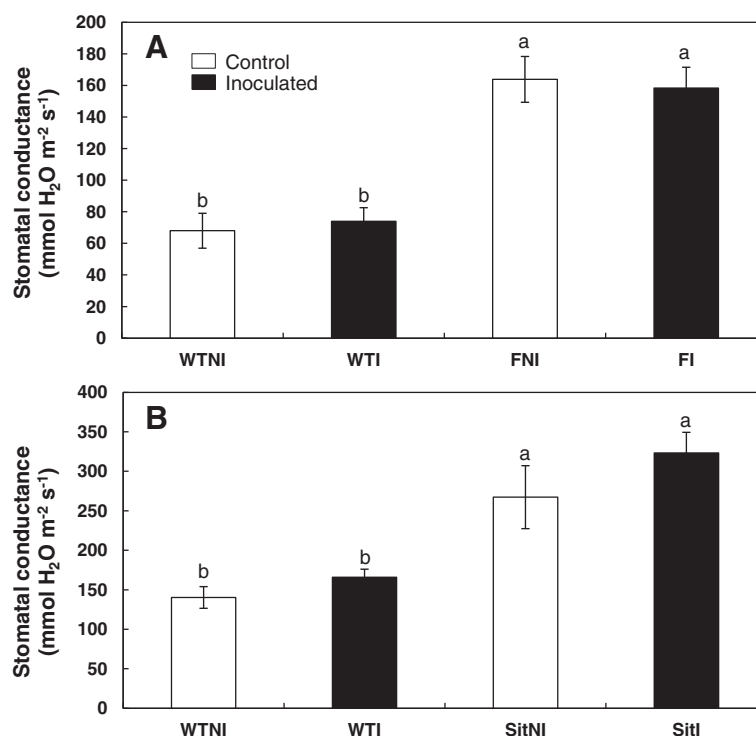 A
Control
Inoculated
Stomatal conductance
(mmol H₂O m⁻² s⁻¹)
200
180
160
140
120
100
80
60
40
20
0
b
b
a
a
WTNI
WTI
FNI
FI
B
Stomatal conductance
(mmol H₂O m⁻² s⁻¹)
400
350
300
250
200
150
100
50
0
b
b
a
a
WTNI
WTI
SitNI
SitI